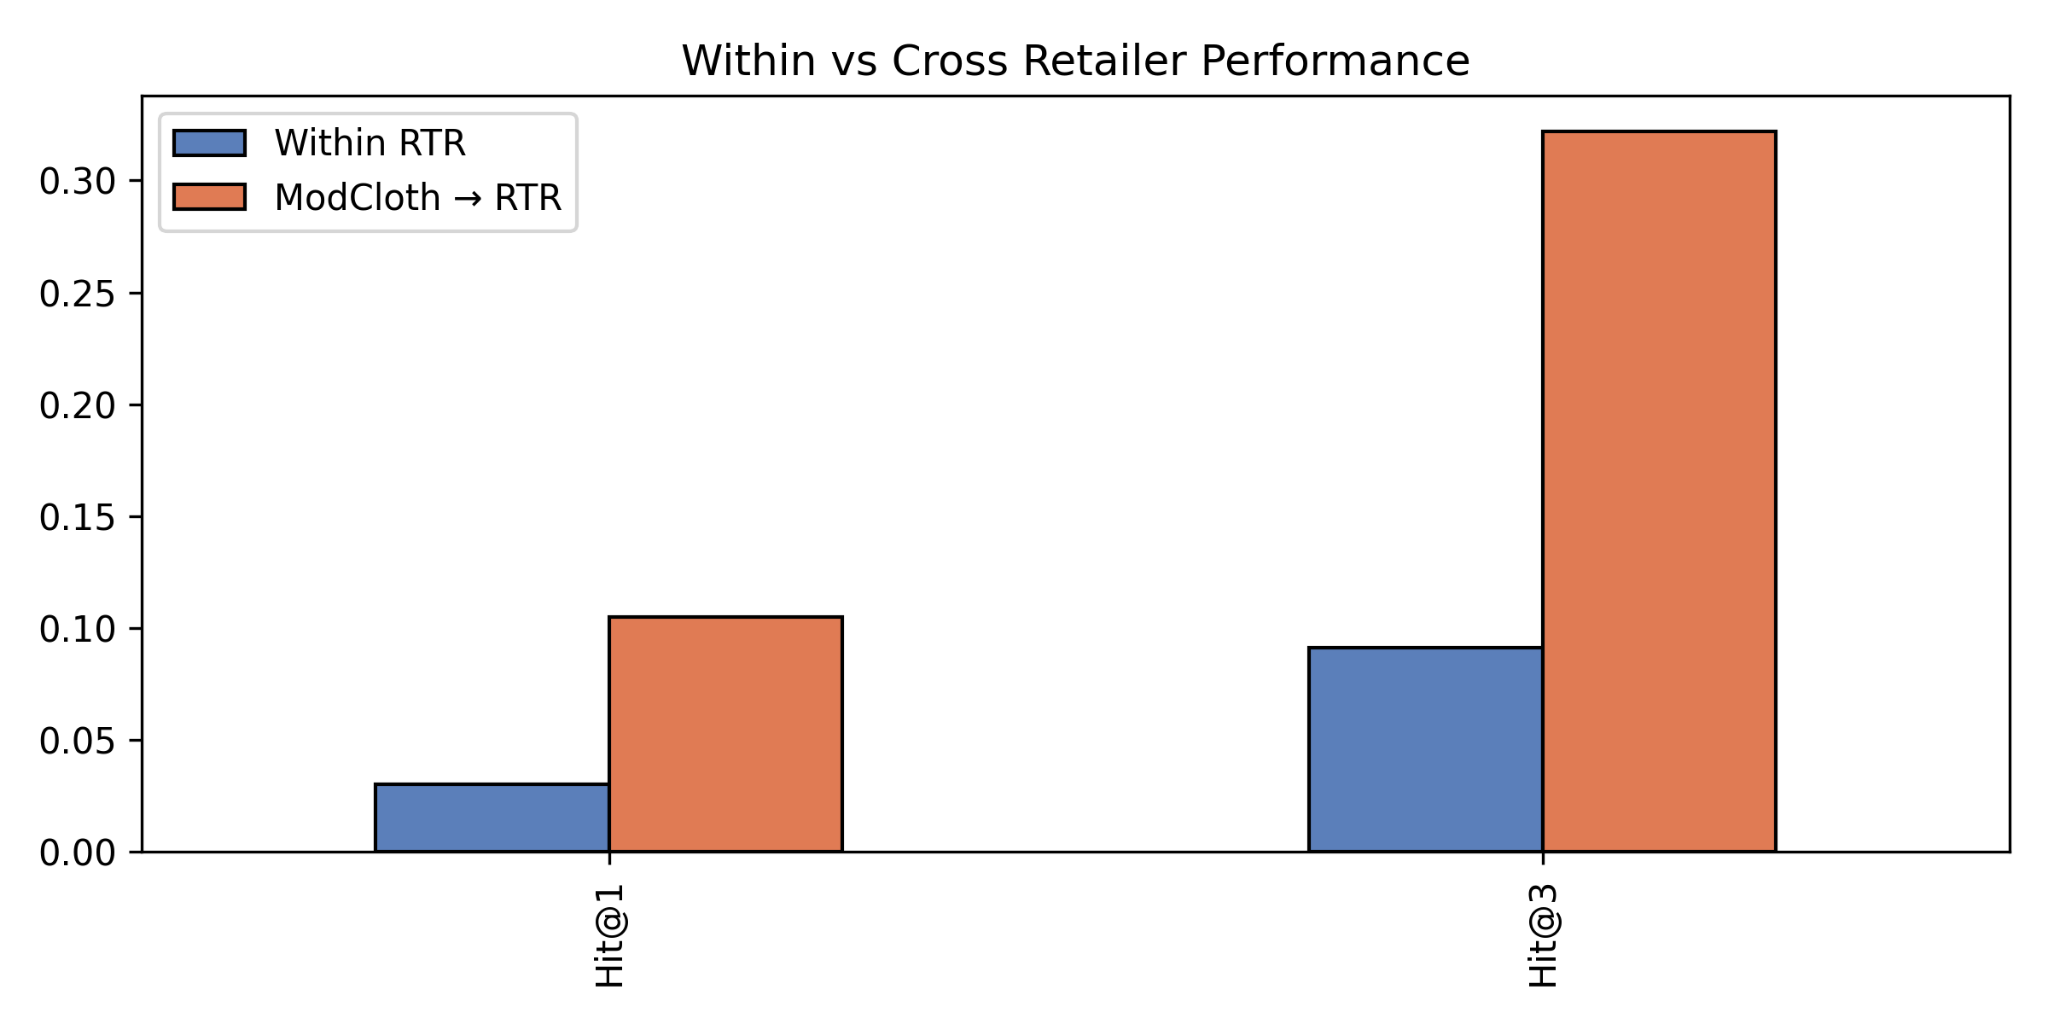 Within vs Cross Retailer Performance
Within RTR
ModCloth → RTR
0.30
0.25
0.20
0.15
0.10
0.05
0.00
Hit@1
Hit@3